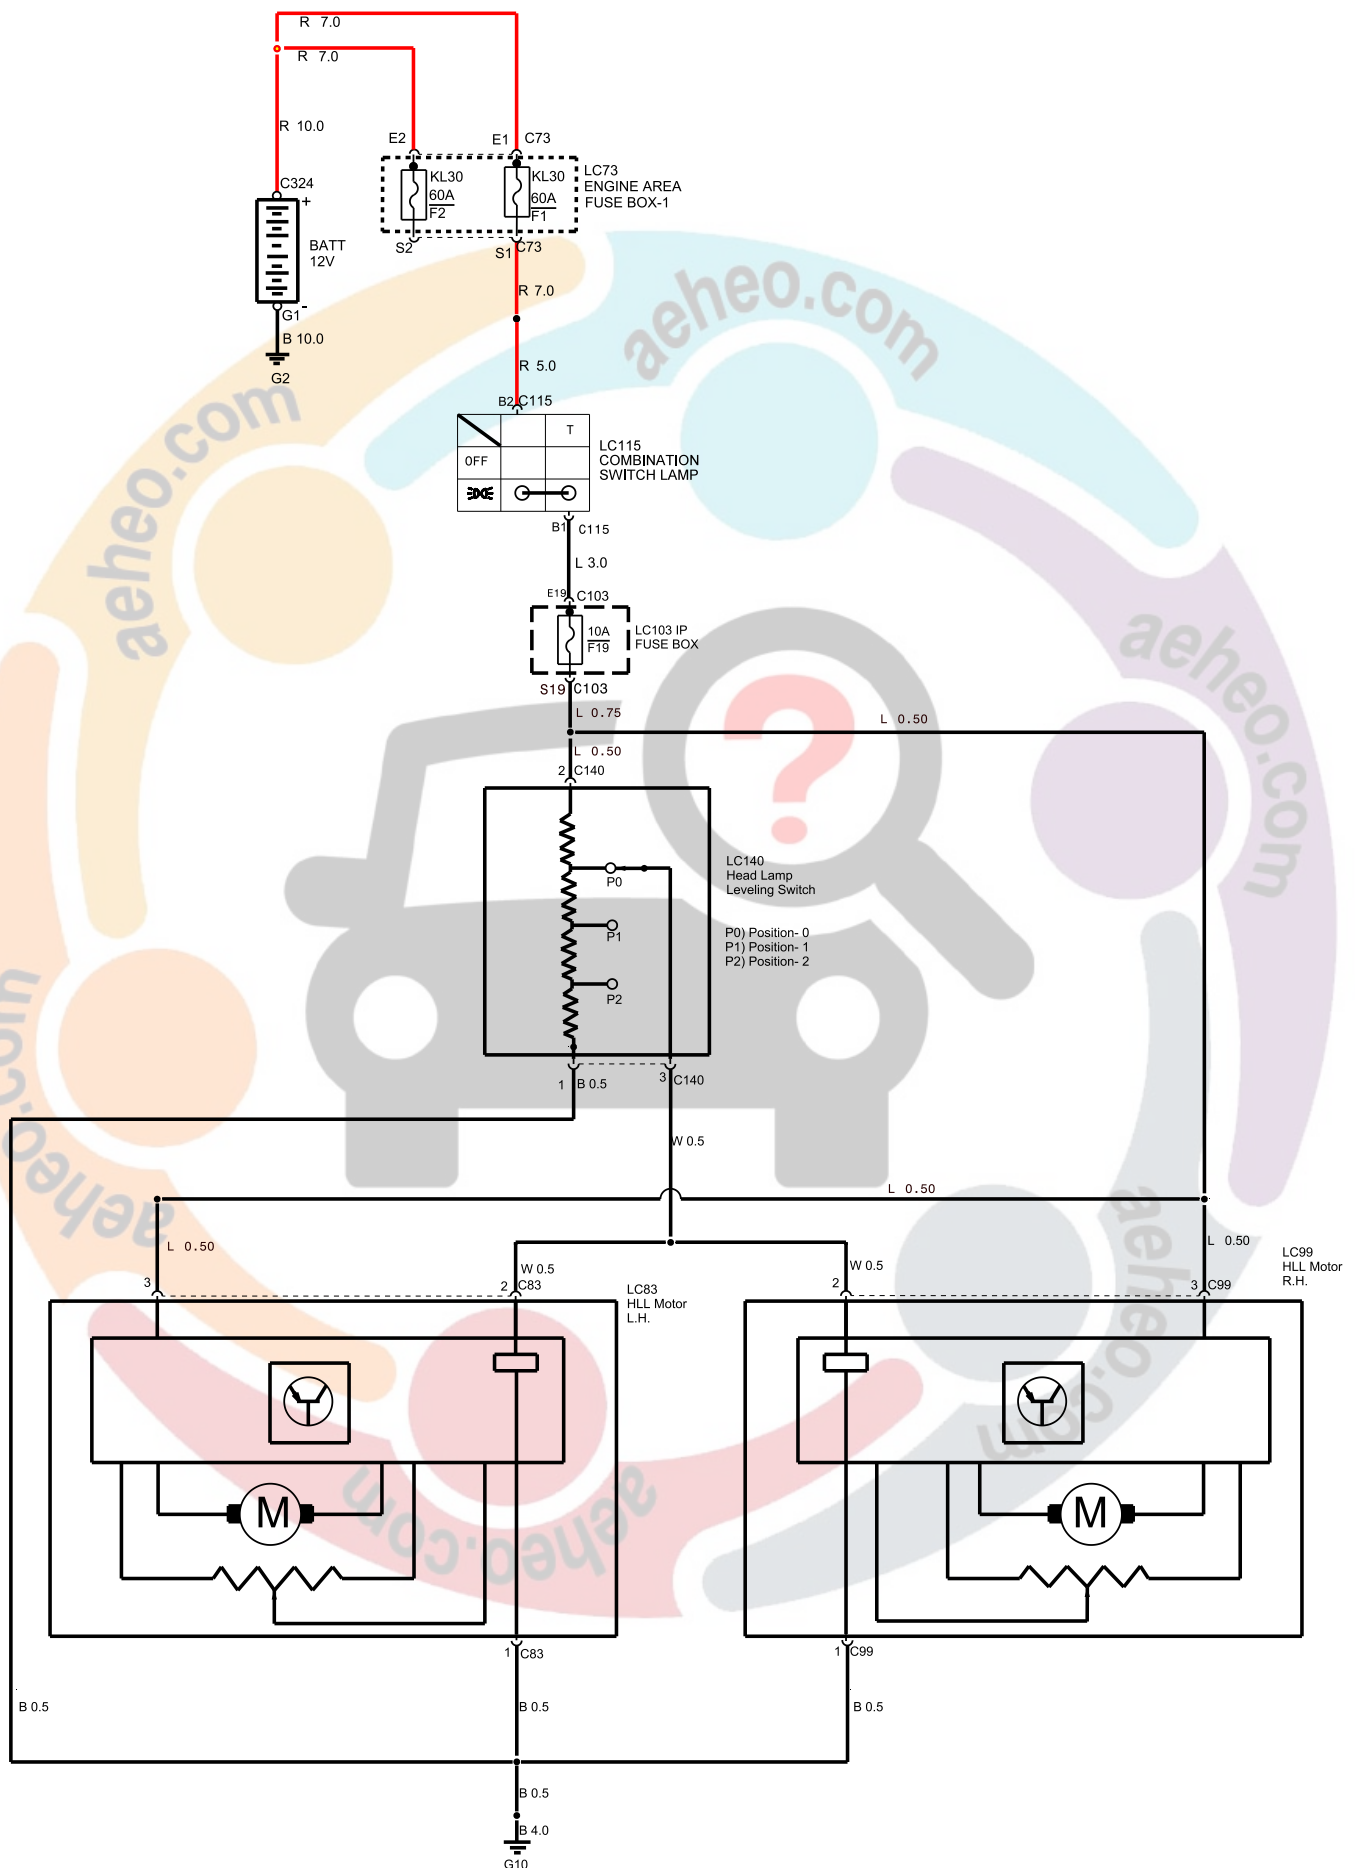 R 7.0
R 7.0
R 10.0
E2
E1
C73
C324
+
KL30
60A
F2
KL30
60A
F1
LC73
ENGINE AREA
FUSE BOX-1
BATT
12V
S2
S1
C73
-
G1
B 10.0
G2
R 7.0
R 5.0
B2
C115
T
OFF
LC115
COMBINATION
SWITCH LAMP
B1
C115
L 3.0
E19
C103
10A
F19
LC103 IP
FUSE BOX
S19
C103
L 0.75
L 0.50
L 0.50
2
C140
P0
P1
P2
LC140
Head Lamp
Leveling Switch
P0) Position- 0
P1) Position- 1
P2) Position- 2
1
B 0.5
3
C140
W 0.5
L 0.50
L 0.50
L 0.50
3
W 0.5
2
C83
LC83
HLL Motor
L.H.
W 0.5
2
3
C99
LC99
HLL Motor
R.H.
M
M
1
C83
1
C99
B 0.5
B 0.5
B 0.5
B 0.5
B 4.0
G10
aeheo.com
aeheo.com
aeheo.com
aeheo.com
aeheo.com
aeheo.com
?